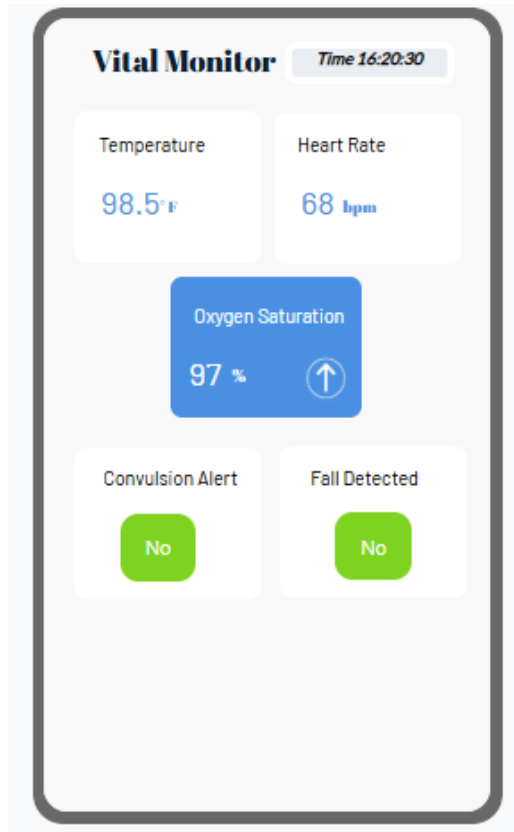 Vital Monitor
Time 16:20:30
Temperature
98.5° F
Heart Rate
68 bpm
Oxygen Saturation
97 %
Convulsion Alert
No
Fall Detected
No